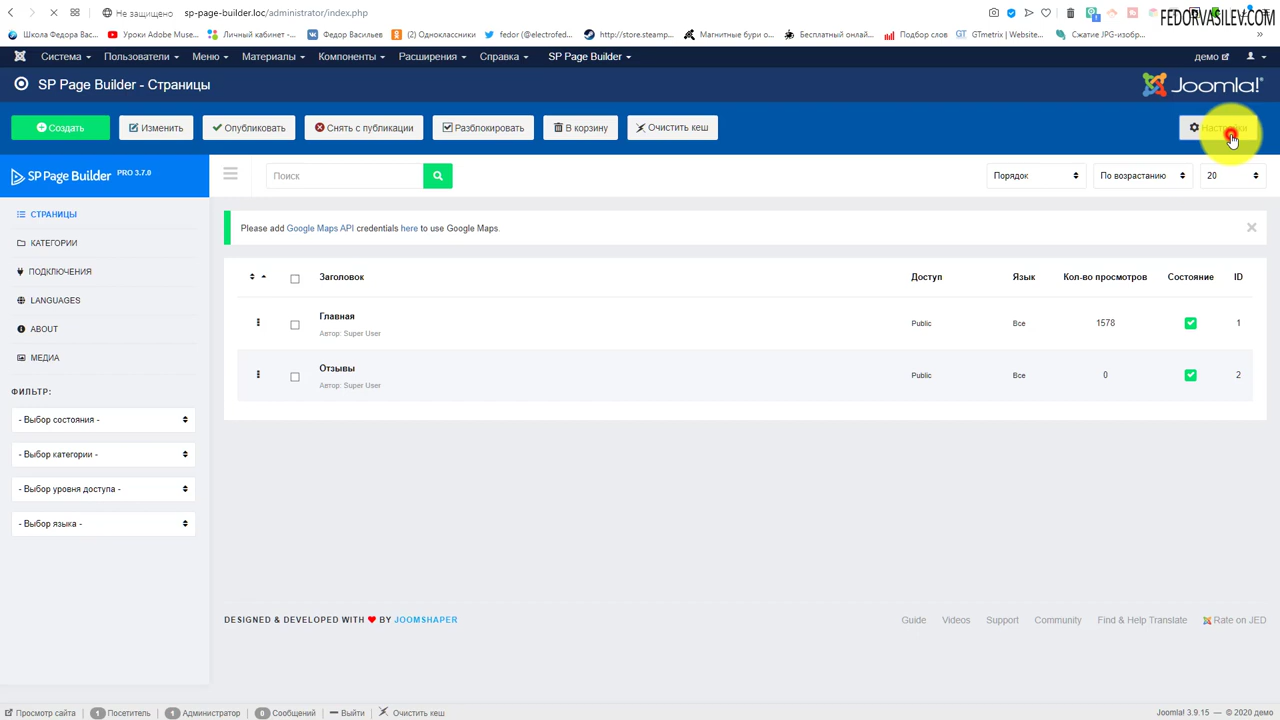 Не защищено sp-page-builder.loc/administrator/index.php
FEDORVASILEV.COM
Школа Федора Вас... Уроки Adobe Muse... Личный кабинет -... Федор Васильев (2) Одноклассники fedor (@electrofed... http://store.steamp... Магнитные бури о... Бесплатный онлай... Подбор слов GTmetrix | Website... Сжатие JPG-изобр... »
Система Пользователи Меню Материалы Компоненты Расширения Справка SP Page Builder демо
SP Page Builder - Страницы Joomla!®
Создать Изменить Опубликовать Снять с публикации Разблокировать В корзину Очистить кеш Настройки
SP Page Builder PRO 3.7.0 Поиск Порядок По возрастанию 20
СТРАНИЦЫ
КАТЕГОРИИ
ПОДКЛЮЧЕНИЯ
LANGUAGES
ABOUT
МЕДИА
ФИЛЬТР:
- Выбор состояния -
- Выбор категории -
- Выбор уровня доступа -
- Выбор языка -
Please add Google Maps API credentials here to use Google Maps.
Заголовок Доступ Язык Кол-во просмотров Состояние ID
Главная
Автор: Super User
Public Все 1578 1
Отзывы
Автор: Super User
Public Все 0 2
DESIGNED & DEVELOPED WITH ❤ BY JOOMSHAPER Guide Videos Support Community Find & Help Translate Rate on JED
Просмотр сайта 1 Посетитель 1 Администратор 0 Сообщений Выйти Очистить кеш Joomla! 3.9.15 — © 2020 демо